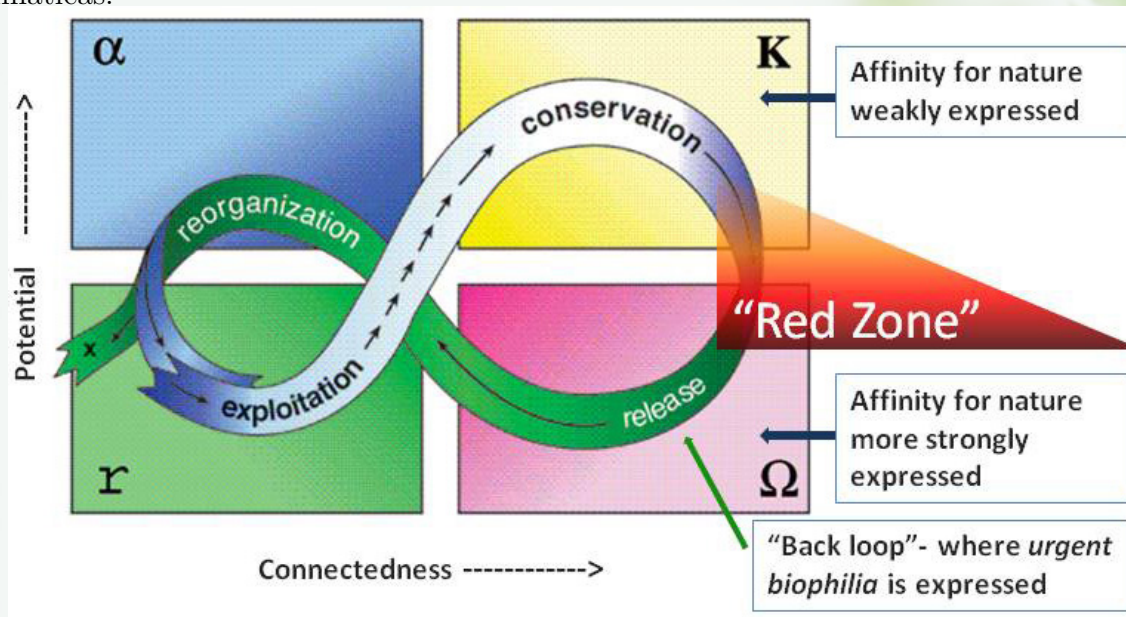 α
K
Affinity for nature
weakly expressed
conservation
reorganization
Potential ---------->
"Red Zone"
x
exploitation
release
Affinity for nature
more strongly
expressed
r
Ω
"Back loop"- where urgent
biophilia is expressed
Connectedness ------------>